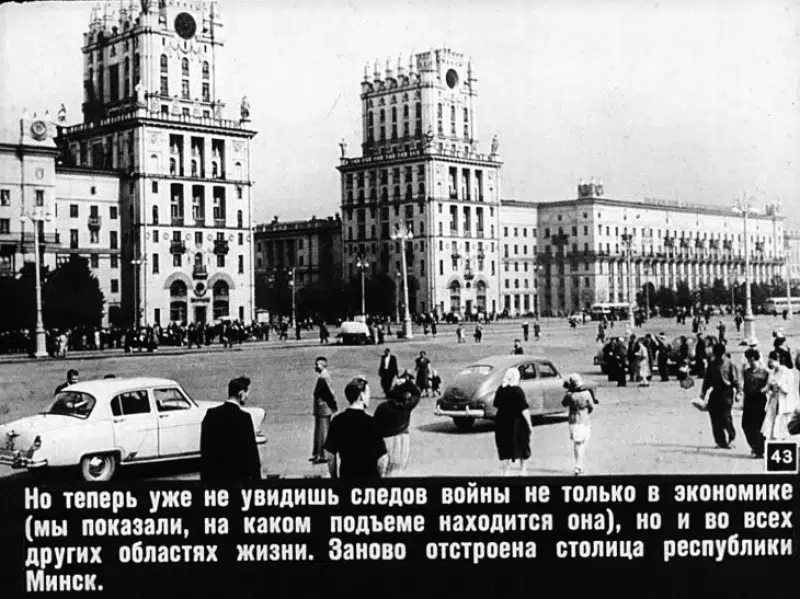 43
Но теперь уже не увидишь следов войны не только в экономике
(мы показали, на каком подъеме находится она), но и во всех
других областях жизни. Заново отстроена столица республики
Минск.